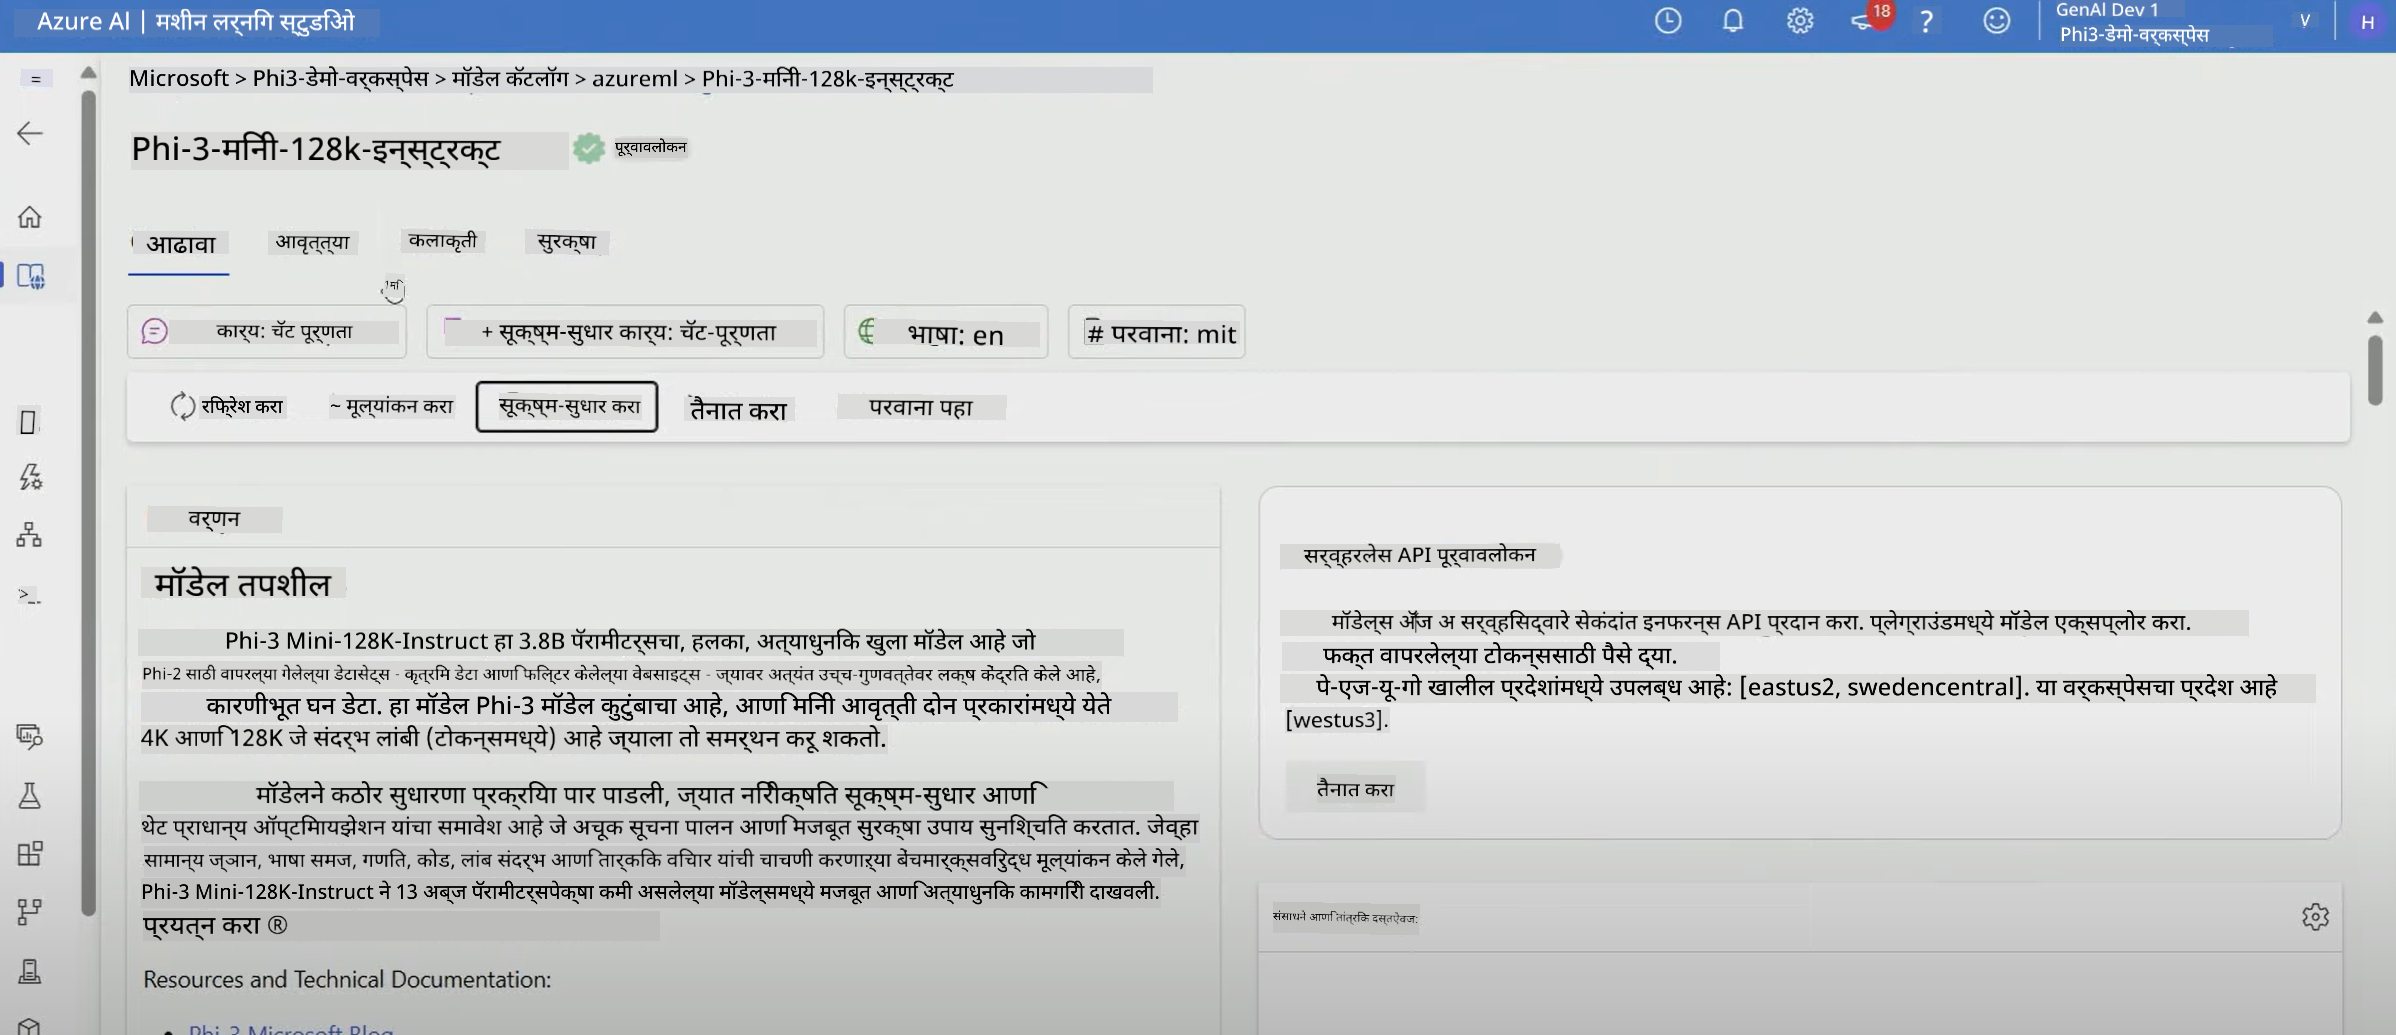 Azure AI | मशीन लर्निंग स्टुडिओ
18
?
GenAI Dev 1
Phi3-डेमो-वर्कस्पेस
H
Microsoft > Phi3-डेमो-वर्कस्पेस > मॉडेल कॅटलॉग > azureml > Phi-3-मिनी-128k-इन्स्ट्रक्ट
Phi-3-मिनी-128k-इन्स्ट्रक्ट पूर्वावलोकन
आढावा आवृत्त्या कलाकृती सुरक्षा
कार्य: चॅट पूर्णता + सूक्ष्म-सुधार कार्य: चॅट-पूर्णता भाषा: en # परवाना: mit
रिफ्रेश करा ~ मूल्यांकन करा सूक्ष्म-सुधार करा तैनात करा परवाना पहा
वर्णन
मॉडेल तपशील
Phi-3 Mini-128K-Instruct हा 3.8B पॅरामीटर्सचा, हलका, अत्याधुनिक खुला मॉडेल आहे जो
Phi-2 साठी वापरल्या गेलेल्या डेटासेट्स - कृत्रिम डेटा आणि फिल्टर केलेल्या वेबसाइट्स - ज्यावर अत्यंत उच्च-गुणवत्तेवर लक्ष केंद्रित केले आहे,
कारणीभूत घन डेटा. हा मॉडेल Phi-3 मॉडेल कुटुंबाचा आहे, आणि मिनी आवृत्ती दोन प्रकारांमध्ये येते
4K आणि 128K जे संदर्भ लांबी (टोकन्समध्ये) आहे ज्याला तो समर्थन करू शकतो.
मॉडेलने कठोर सुधारणा प्रक्रिया पार पाडली, ज्यात निरीक्षित सूक्ष्म-सुधार आणि
थेट प्राधान्य ऑप्टिमायझेशन यांचा समावेश आहे जे अचूक सूचना पालन आणि मजबूत सुरक्षा उपाय सुनिश्चित करतात. जेव्हा
सामान्य ज्ञान, भाषा समज, गणित, कोड, लांब संदर्भ आणि तार्किक विचार यांची चाचणी करणाऱ्या बेंचमार्क्सविरुद्ध मूल्यांकन केले गेले,
Phi-3 Mini-128K-Instruct ने 13 अब्ज पॅरामीटर्सपेक्षा कमी असलेल्या मॉडेल्समध्ये मजबूत आणि अत्याधुनिक कामगिरी दाखवली.
प्रयत्न करा ®
Resources and Technical Documentation:
Phi-3 Microsoft Blog
सर्व्हरलेस API पूर्वावलोकन
मॉडेल्स ॲज अ सर्व्हिसद्वारे सेकंदांत इनफरन्स API प्रदान करा. प्लेग्राउंडमध्ये मॉडेल एक्सप्लोर करा.
फक्त वापरलेल्या टोकन्ससाठी पैसे द्या.
पे-एज-यू-गो खालील प्रदेशांमध्ये उपलब्ध आहे: [eastus2, swedencentral]. या वर्कस्पेसचा प्रदेश आहे
[westus3].
तैनात करा
संसाधने आणि तांत्रिक दस्तऐवज: